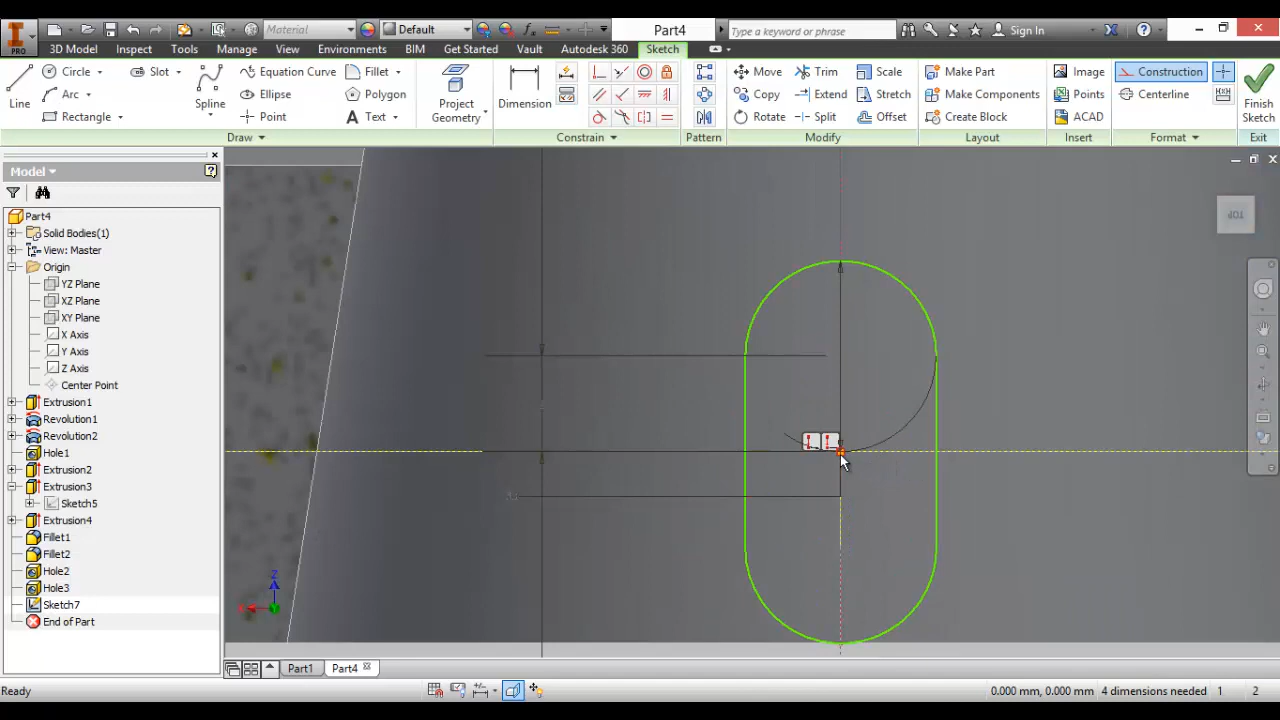 Material
Default
Part4
Type a keyword or phrase
Sign In
PRO
3D Model
Inspect
Tools
Manage
View
Environments
BIM
Get Started
Vault
Autodesk 360
Sketch
Line
Circle
Arc
Rectangle
Slot
Spline
Equation Curve
Ellipse
Point
Fillet
Polygon
Text
Project
Geometry
Dimension
Move
Copy
Rotate
Trim
Extend
Split
Scale
Stretch
Offset
Make Part
Make Components
Create Block
Image
Points
ACAD
Construction
Centerline
Finish
Sketch
Draw
Constrain
Pattern
Modify
Layout
Insert
Format
Exit
Model
Part4
Solid Bodies(1)
View: Master
Origin
YZ Plane
XZ Plane
XY Plane
X Axis
Y Axis
Z Axis
Center Point
Extrusion1
Revolution1
Revolution2
Hole1
Extrusion2
Extrusion3
Sketch5
Extrusion4
Fillet1
Fillet2
Hole2
Hole3
Sketch7
End of Part
TOP
Z
Part1
Part4
Ready
0.000 mm, 0.000 mm
4 dimensions needed
1
2